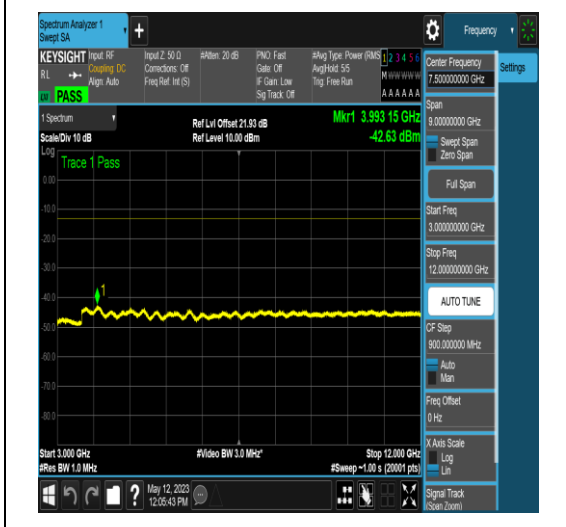 Spectrum Analyzer 1
Swept SA
+
Frequency
KEYSIGHT
RL
PASS
Input: RF
Coupling: DC
Align: Auto
Input Z: 50 Ω
Corrections: Off
Freq Ref: Int (S)
#Atten: 20 dB
PNO: Fast
Gate: Off
IF Gain: Low
Sig Track: Off
#Avg Type: Power (RMS
Avg|Hold: 5/5
Trig: Free Run
1 2 3 4 5 6
M W W W W W
A A A A A A
1 Spectrum
Scale/Div 10 dB
Log
Ref Lvl Offset 21.93 dB
Ref Level 10.00 dBm
Mkr1 3.993 15 GHz
-42.63 dBm
Trace 1 Pass
0.00
-10.0
-20.0
-30.0
-40.0
-50.0
-60.0
-70.0
-80.0
1
Start 3.000 GHz
#Res BW 1.0 MHz
#Video BW 3.0 MHz*
Stop 12.000 GHz
#Sweep ~1.00 s (20001 pts)
May 12, 2023
12:05:43 PM
Settings
Center Frequency
7.500000000 GHz
Span
9.00000000 GHz
Swept Span
Zero Span
Full Span
Start Freq
3.000000000 GHz
Stop Freq
12.000000000 GHz
AUTO TUNE
CF Step
900.000000 MHz
Auto
Man
Freq Offset
0 Hz
X Axis Scale
Log
Lin
Signal Track
(Span Zoom)